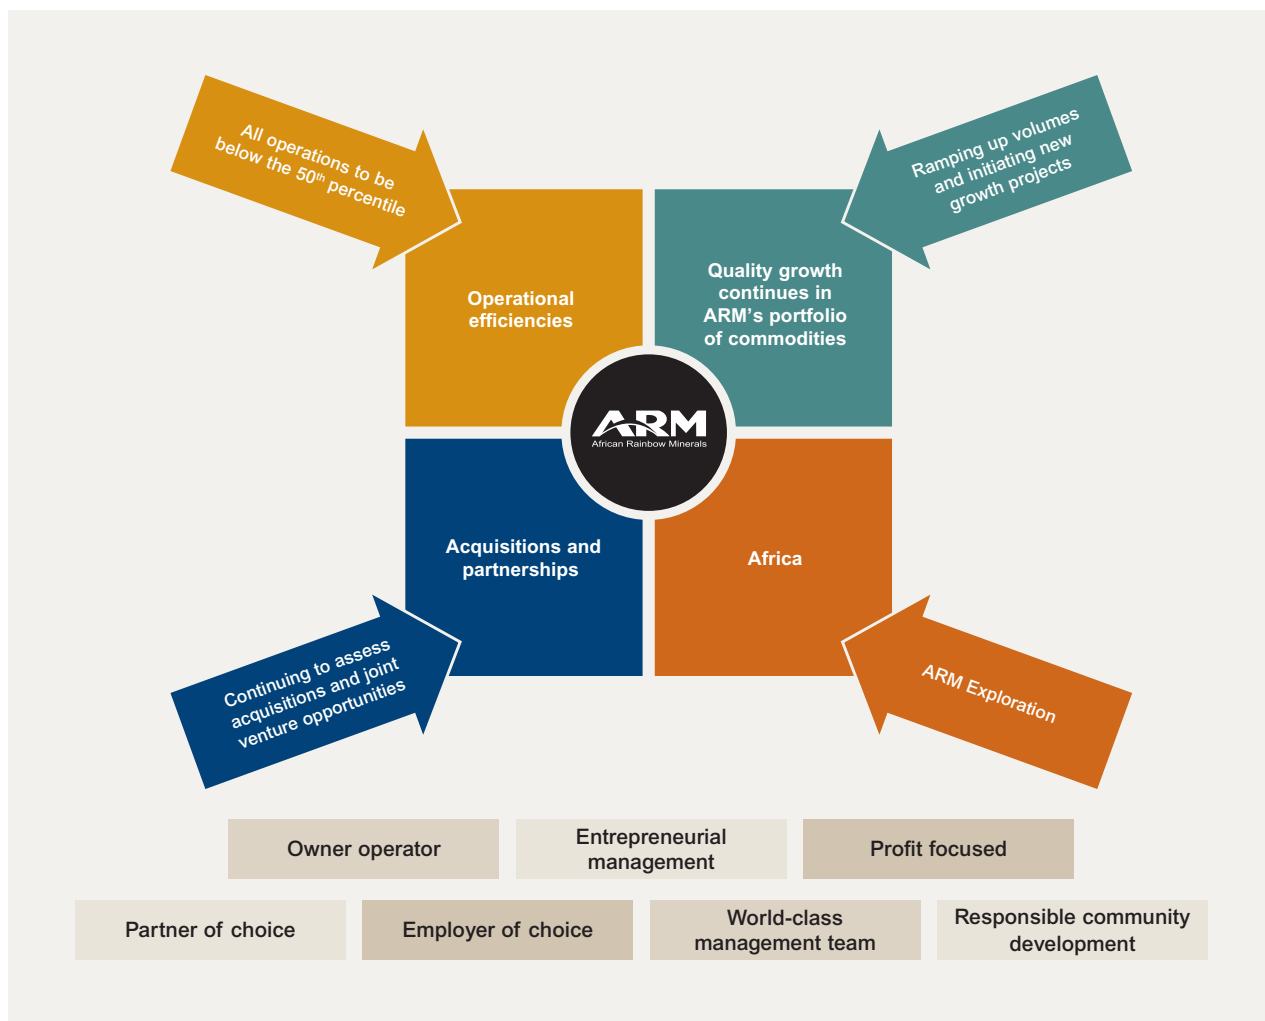 All operations to be
below the 50th percentile
Ramping up volumes
and initiating new
growth projects
Operational
efficiencies
Quality growth
continues in
ARM's portfolio
of commodities
ARM
African Rainbow Minerals
Acquisitions and
partnerships
Africa
Continuing to assess
acquisitions and joint
venture opportunities
ARM Exploration
Owner operator
Entrepreneurial
management
Profit focused
Partner of choice
Employer of choice
World-class
management team
Responsible community
development